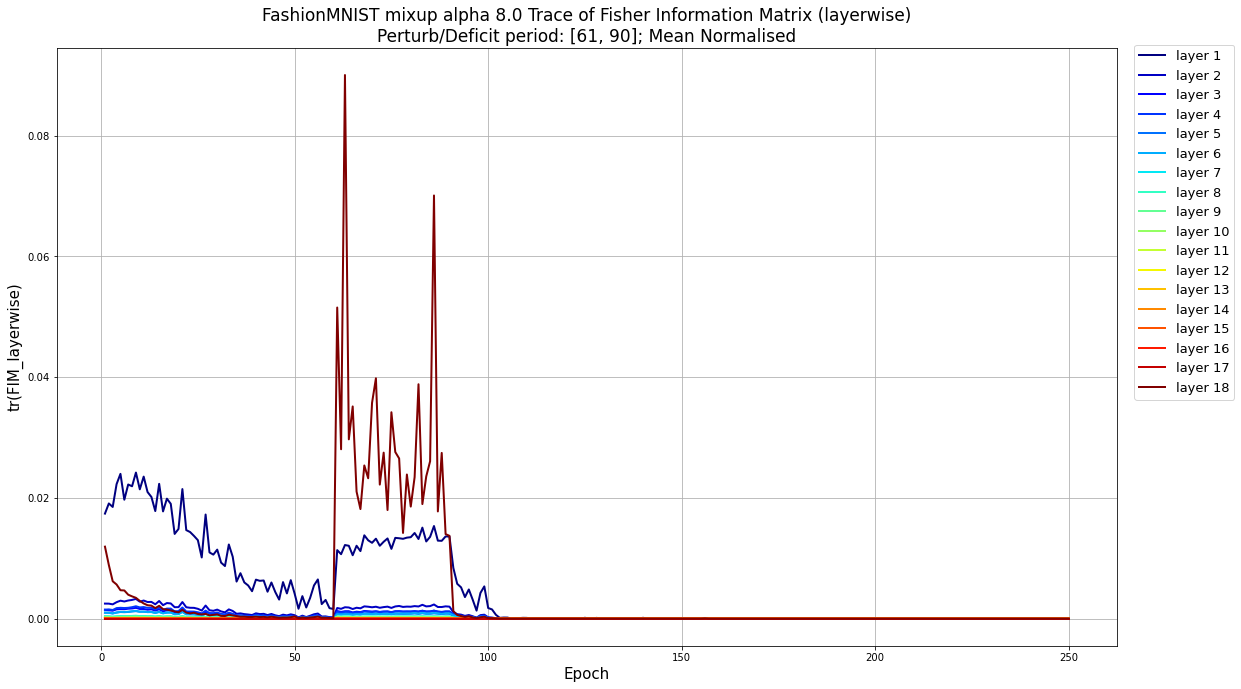 FashionMNIST mixup alpha 8.0 Trace of Fisher Information Matrix (layerwise)
Perturb/Deficit period: [61, 90]; Mean Normalised
tr(FIM_layerwise)
0.08
0.06
0.04
0.02
0.00
0
50
100
150
200
250
Epoch
layer 1
layer 2
layer 3
layer 4
layer 5
layer 6
layer 7
layer 8
layer 9
layer 10
layer 11
layer 12
layer 13
layer 14
layer 15
layer 16
layer 17
layer 18